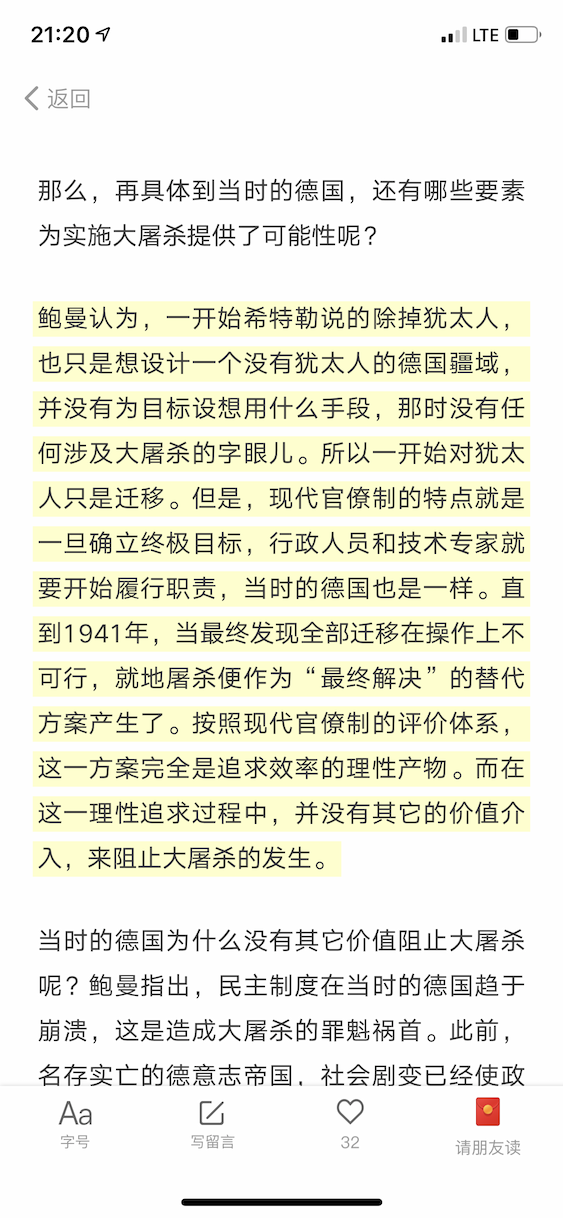 21:20
LTE
返回
那么，再具体到当时的德国，还有哪些要素
为实施大屠杀提供了可能性呢？
鲍曼认为，一开始希特勒说的除掉犹太人，
也只是想设计一个没有犹太人的德国疆域，
并没有为目标设想用什么手段，那时没有任
何涉及大屠杀的字眼儿。所以一开始对犹太
人只是迁移。但是，现代官僚制的特点就是
一旦确立终极目标，行政人员和技术专家就
要开始履行职责，当时的德国也是一样。直
到1941年，当最终发现全部迁移在操作上不
可行，就地屠杀便作为“最终解决”的替代
方案产生了。按照现代官僚制的评价体系，
这一方案完全是追求效率的理性产物。而在
这一理性追求过程中，并没有其它的价值介
入，来阻止大屠杀的发生。
当时的德国为什么没有其它价值阻止大屠杀
呢？鲍曼指出，民主制度在当时的德国趋于
崩溃，这是造成大屠杀的罪魁祸首。此前，
名存实亡的德意志帝国，社会剧变已经使政
Aa
字号
写留言
32
请朋友读